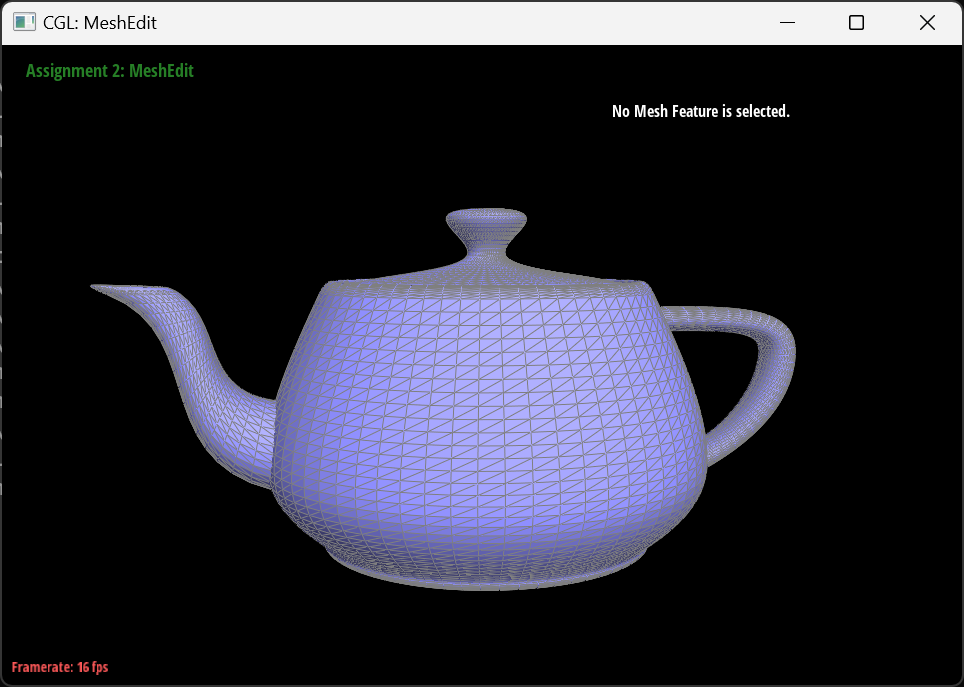 CGL: MeshEdit
Assignment 2: MeshEdit
No Mesh Feature is selected.
Framerate: 16 fps